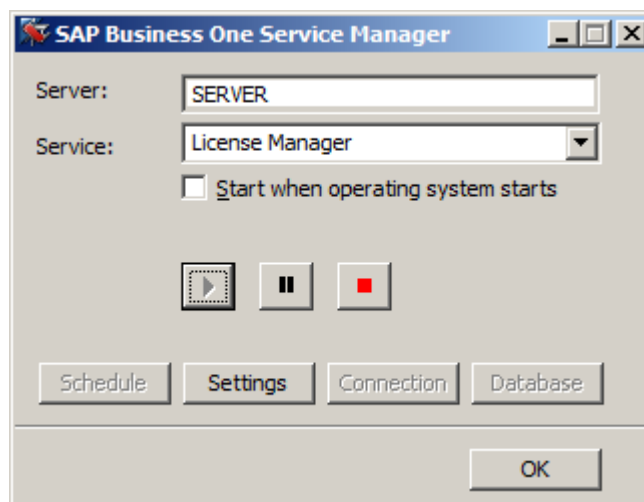 SAP Business One Service Manager
Server: SERVER
Service: License Manager
Start when operating system starts
Schedule Settings Connection Database
OK